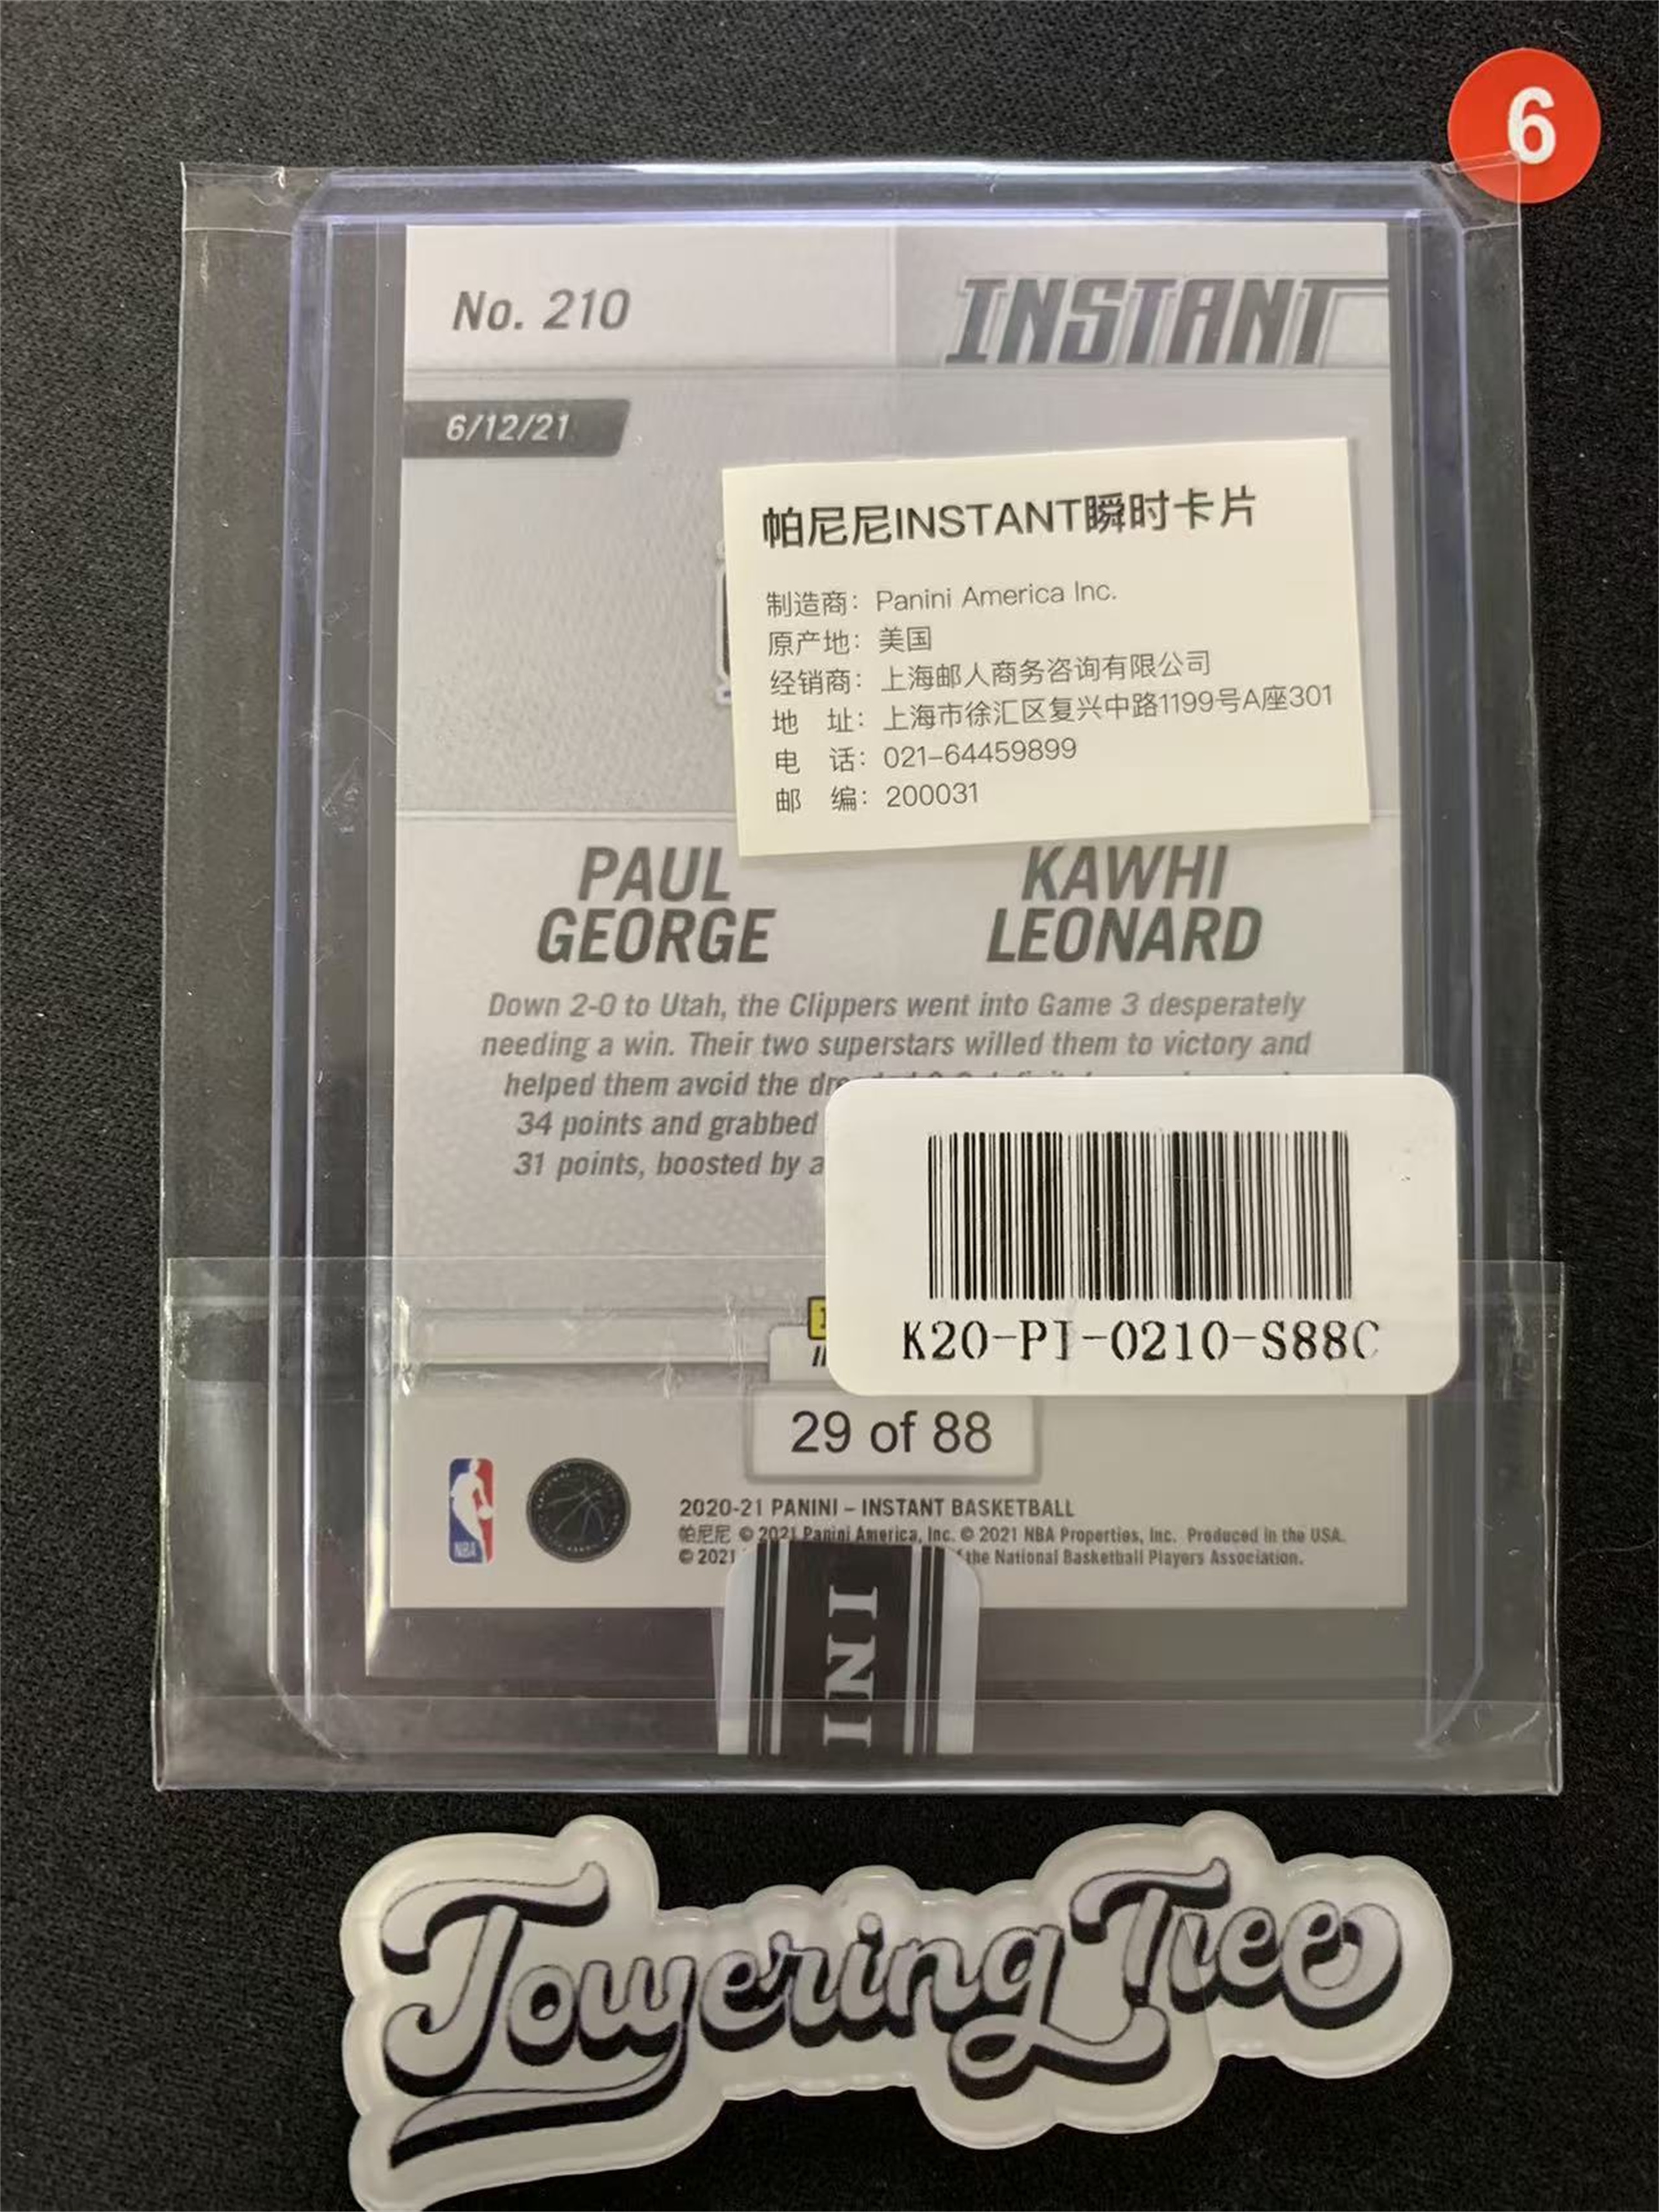 6
No. 210
INSTANT
6/12/21
帕尼尼INSTANT瞬时卡片
制造商: Panini America Inc.
原产地: 美国
经销商: 上海邮人商务咨询有限公司
地 址: 上海市徐汇区复兴中路1199号A座301
电 话: 021-64459899
邮 编: 200031
PAUL
GEORGE
KAWHI
LEONARD
Down 2-0 to Utah, the Clippers went into Game 3 desperately
needing a win. Their two superstars willed them to victory and
helped them avoid the
34 points and grabbed
31 points, boosted by a
K20-PI-0210-S88C
29 of 88
NBA
2020-21 PANINI – INSTANT BASKETBALL
帕尼尼 © 2021 Panini America, Inc. © 2021 NBA Properties, Inc. Produced in the USA.
© 2021 the National Basketball Players Association.
INI
Towering Tree